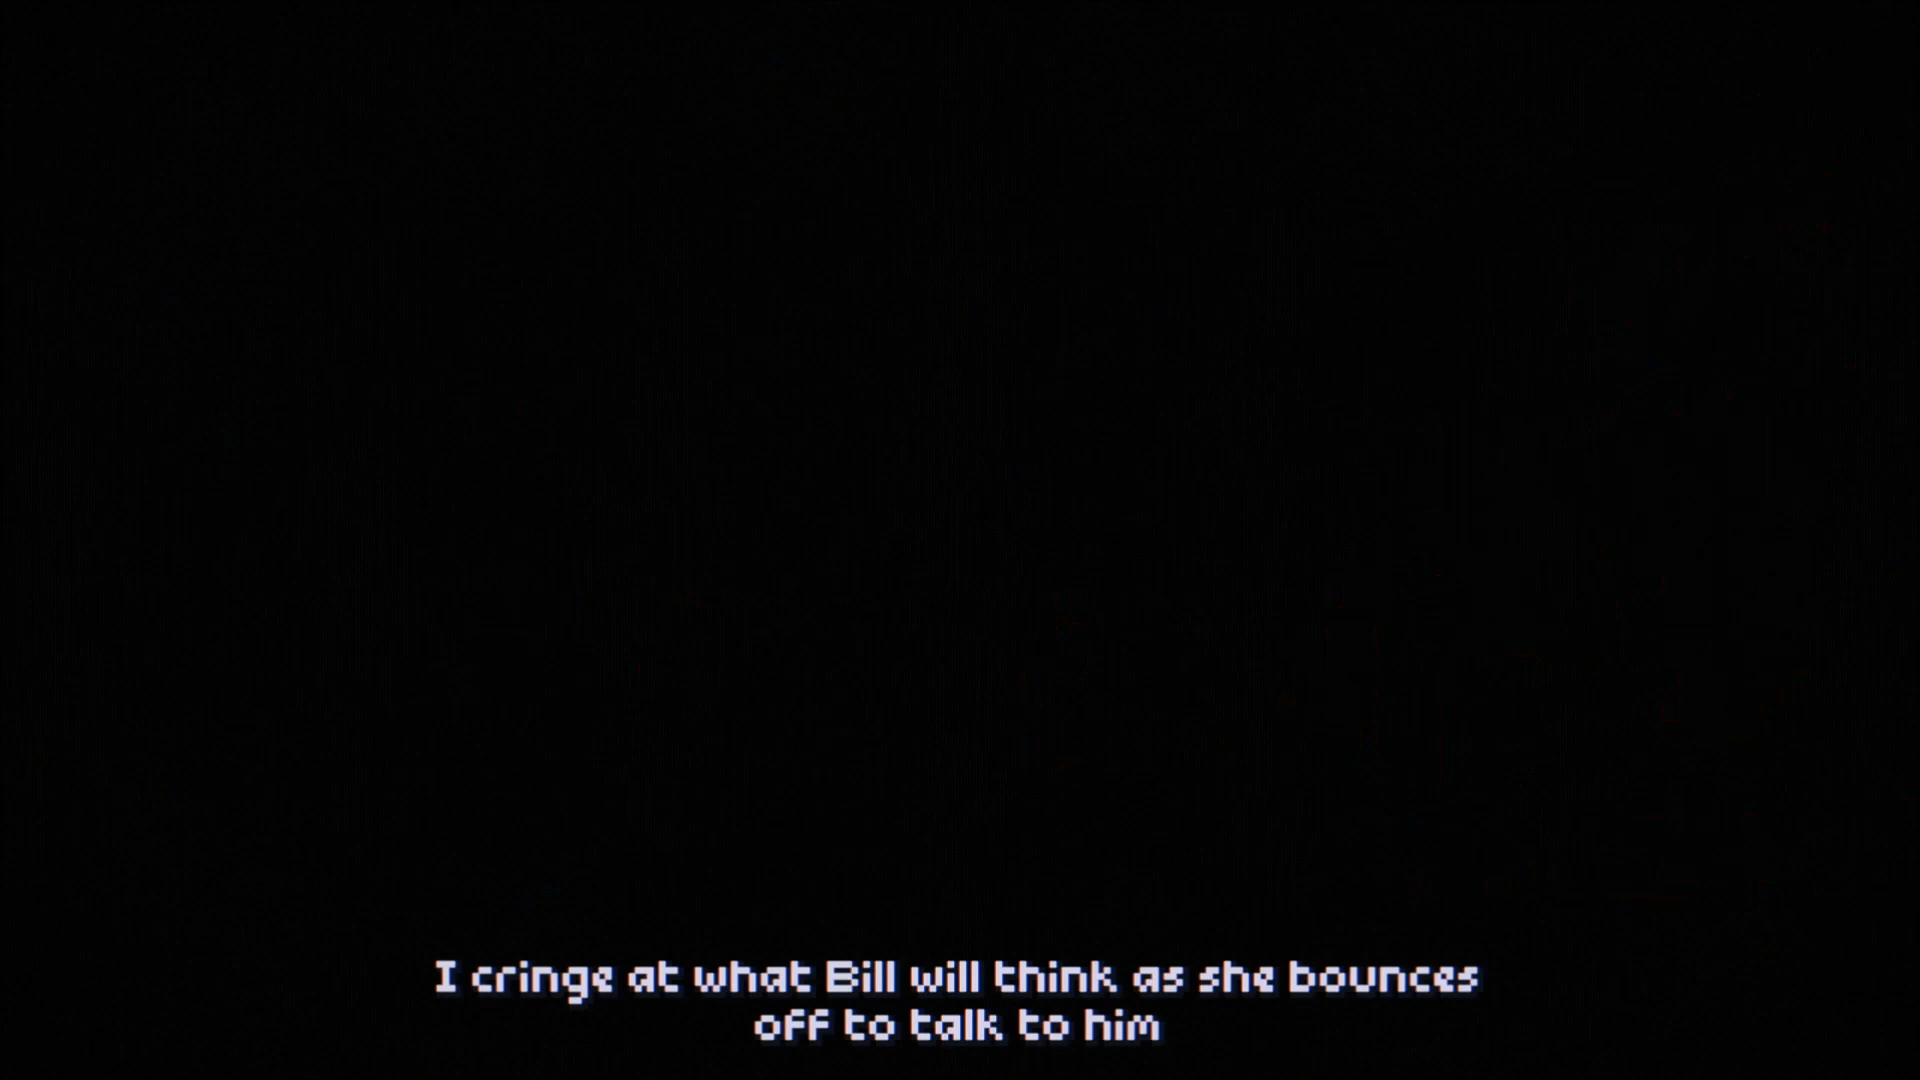 I cringe at what Bill will think as she bounces
off to talk to him